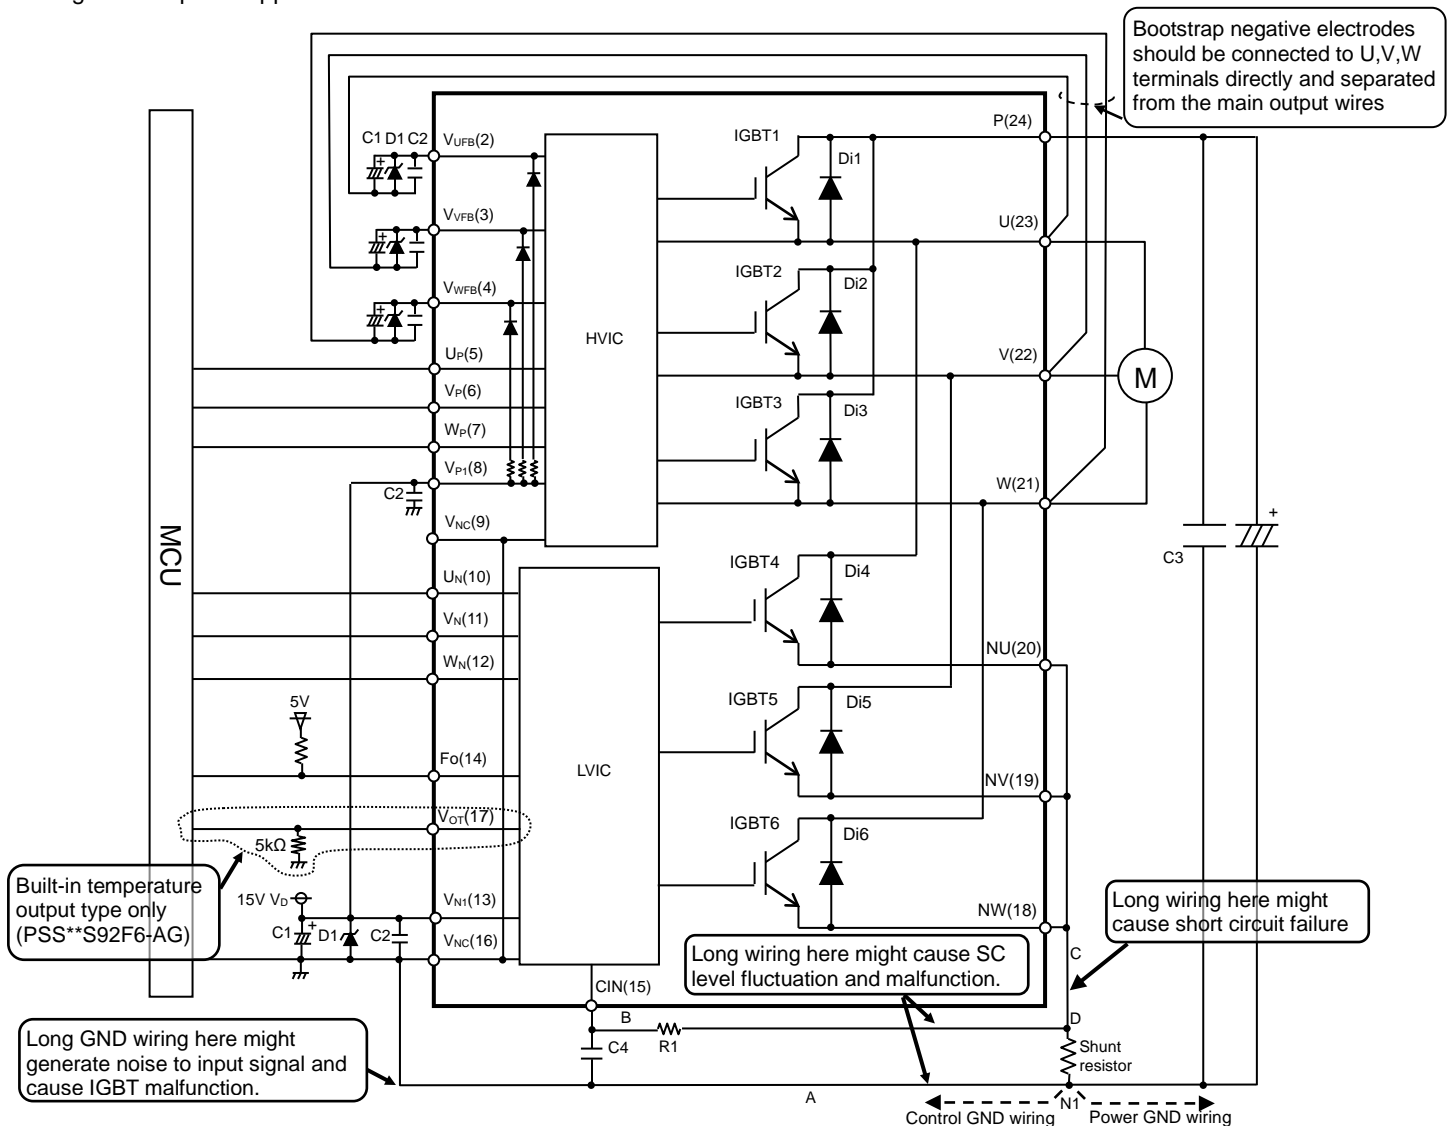 Bootstrap negative electrodes
should be connected to U,V,W
terminals directly and separated
from the main output wires
P(24)
C1 D1 C2
VUFB(2)
IGBT1
Di1
+
VVFB(3)
U(23)
+
IGBT2
Di2
VWFB(4)
+
HVIC
UP(5)
V(22)
M
VP(6)
IGBT3
Di3
WP(7)
VP1(8)
W(21)
C2
+
VNC(9)
MCU
C3
IGBT4
Di4
UN(10)
VN(11)
NU(20)
WN(12)
5V
IGBT5
Di5
Fo(14)
LVIC
NV(19)
VOT(17)
IGBT6
Di6
5kΩ
Built-in temperature
output type only
(PSS**S92F6-AG)
15V VD
VN1(13)
NW(18)
Long wiring here might
cause short circuit failure
C1
+
D1
C2
VNC(16)
Long wiring here might cause SC
level fluctuation and malfunction.
C
CIN(15)
B
D
R1
C4
Shunt
resistor
Long GND wiring here might
generate noise to input signal and
cause IGBT malfunction.
A
N1
Control GND wiring
Power GND wiring